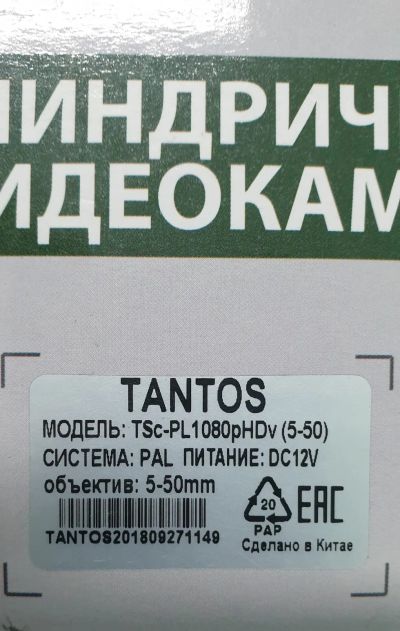 ЛИНДРИЧ
ИДЕОКАМ
TANTOS
МОДЕЛЬ: TSc-PL1080pHDv (5-50)
СИСТЕМА: PAL ПИТАНИЕ: DC12V
объектив: 5-50mm
TANTOS201809271149
20
PAP
EAC
Сделано в Китае